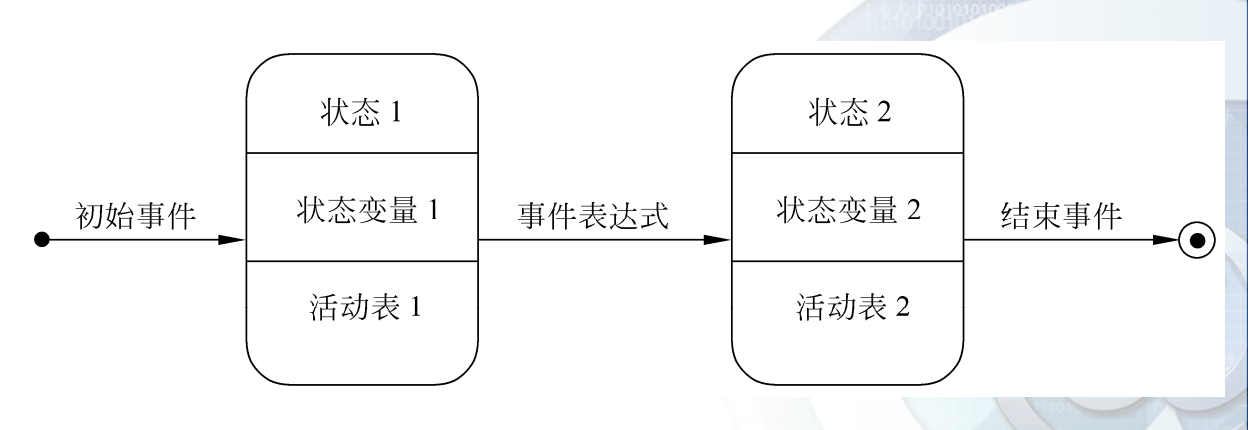 状态 1
状态变量 1
活动表 1
初始事件
事件表达式
状态 2
状态变量 2
活动表 2
结束事件